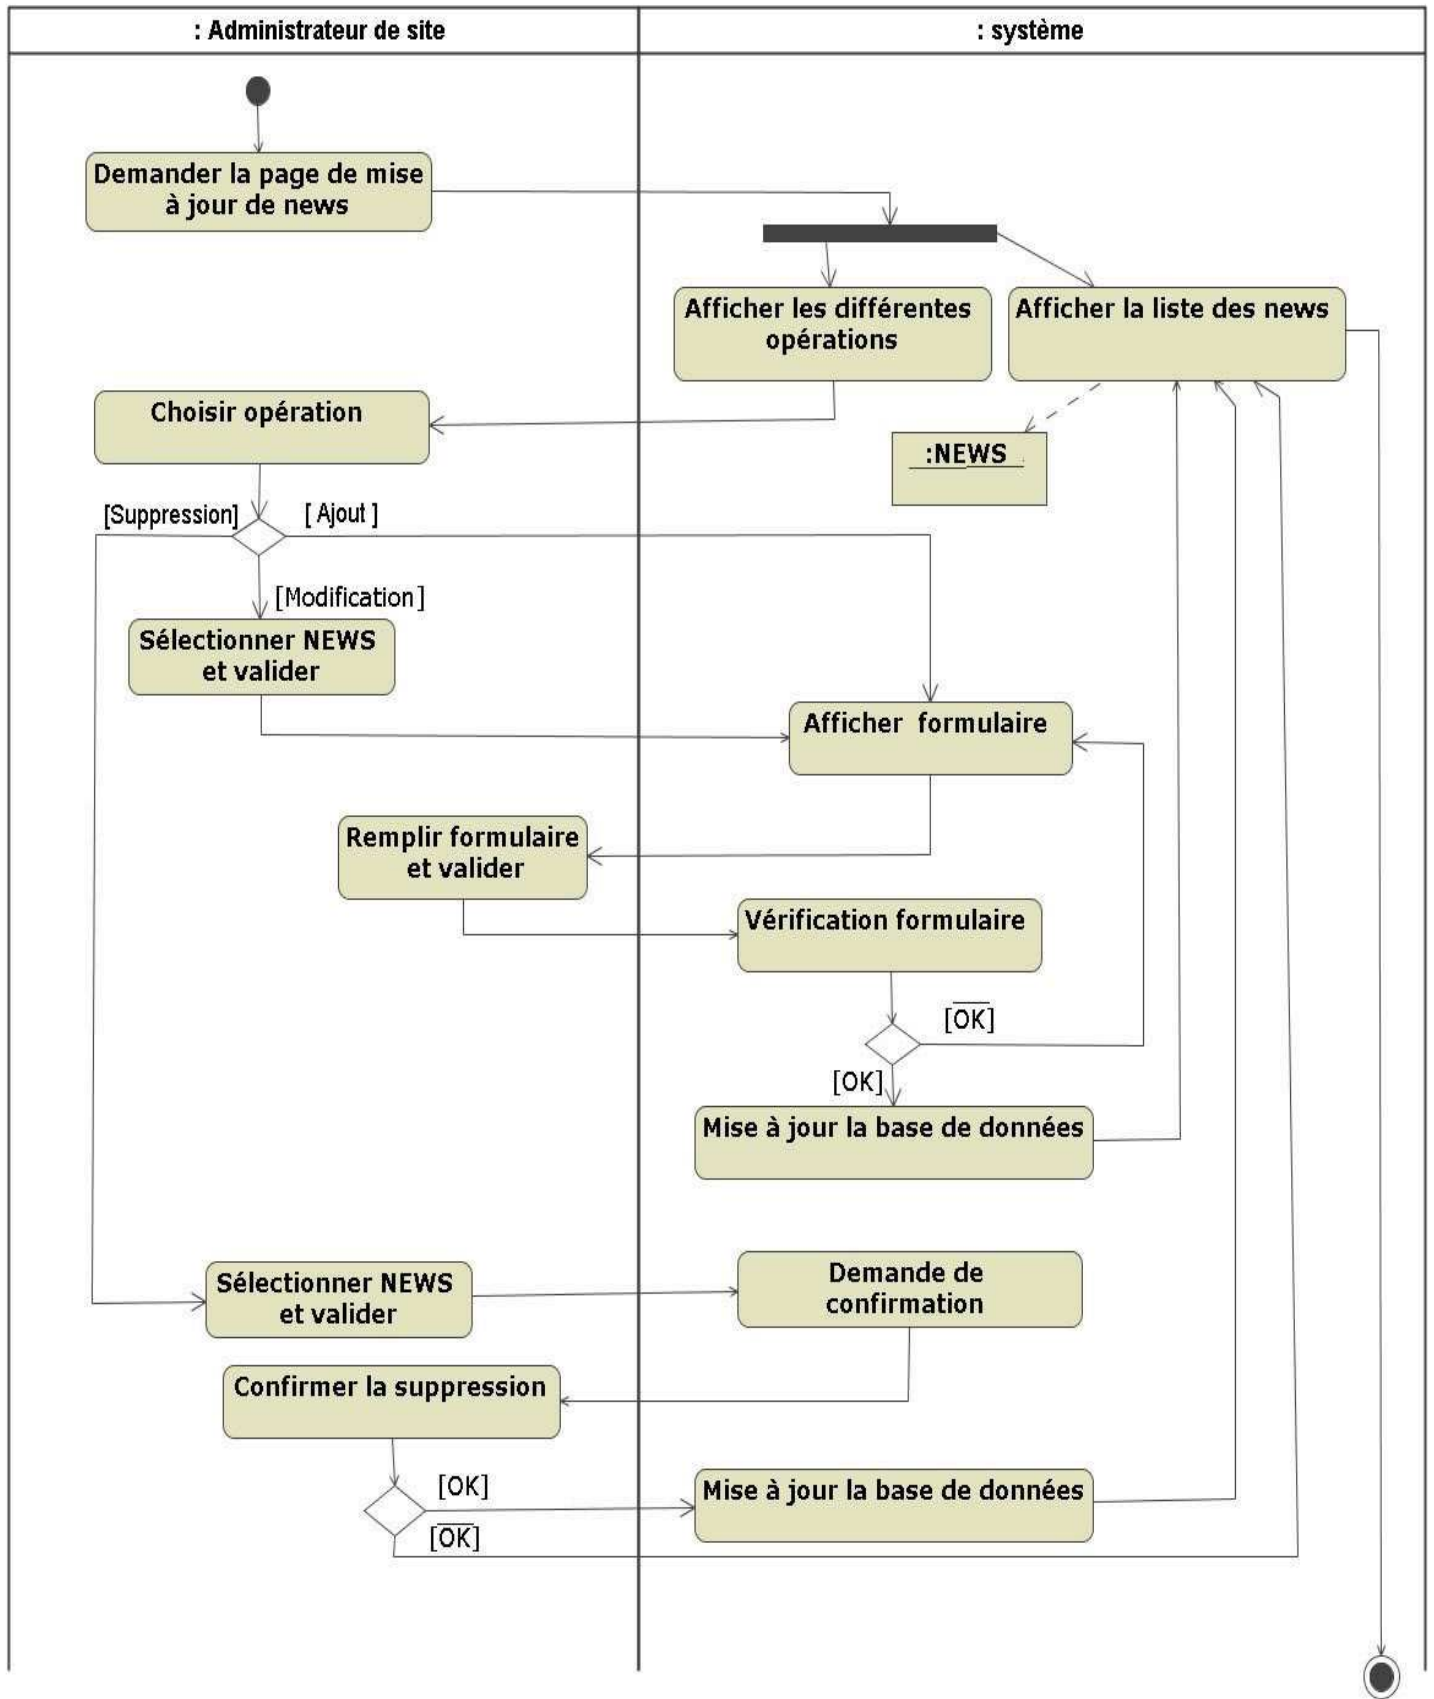 : Administrateur de site
: système
Demander la page de mise
à jour de news
Afficher les différentes
opérations
Afficher la liste des news
Choisir opération
:NEWS
[Suppression]
[ Ajout ]
[Modification]
Sélectionner NEWS
et valider
Afficher formulaire
Remplir formulaire
et valider
Vérification formulaire
[OK]
[OK]
Mise à jour la base de données
Sélectionner NEWS
et valider
Demande de
confirmation
Confirmer la suppression
[OK]
Mise à jour la base de données
[OK]